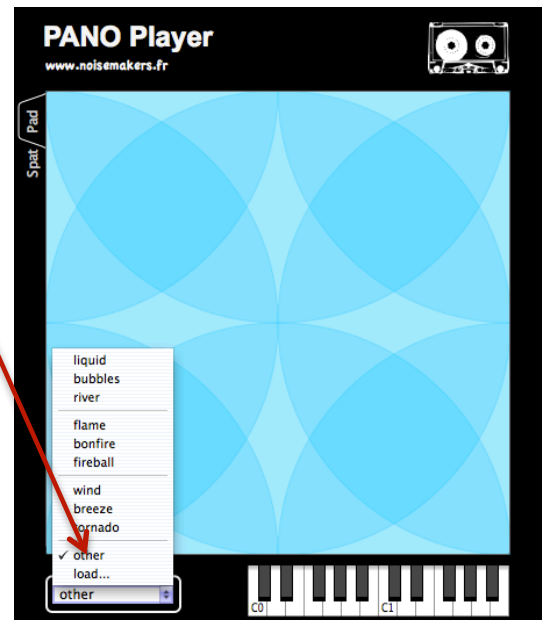 PANO Player
www.noisemakers.fr
Pad
Spat
liquid
bubbles
river
flame
bonfire
fireball
wind
breeze
tornado
✓ other
load...
other
C0
C1